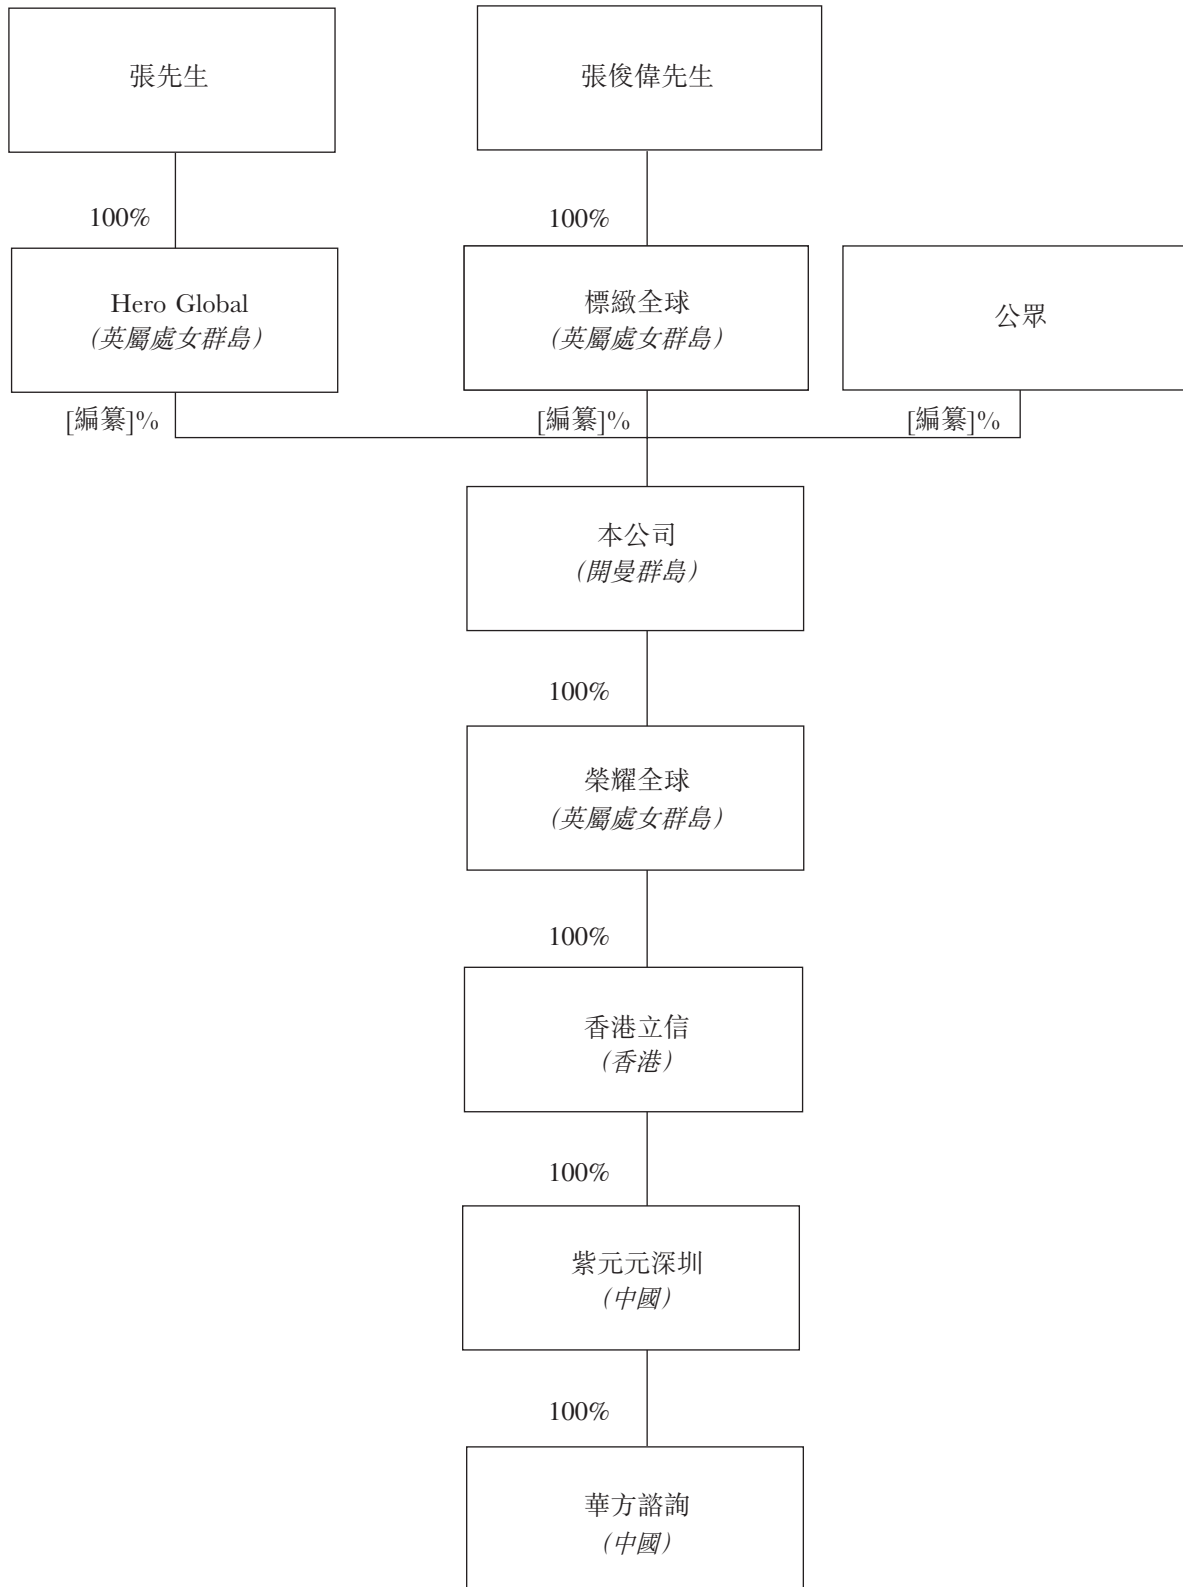 張先生
張俊偉先生
100%
100%
Hero Global
(英屬處女群島)
標緻全球
(英屬處女群島)
公眾
[編纂]%
[編纂]%
[編纂]%
本公司
(開曼群島)
100%
榮耀全球
(英屬處女群島)
100%
香港立信
(香港)
100%
紫元元深圳
(中國)
100%
華方諮詢
(中國)